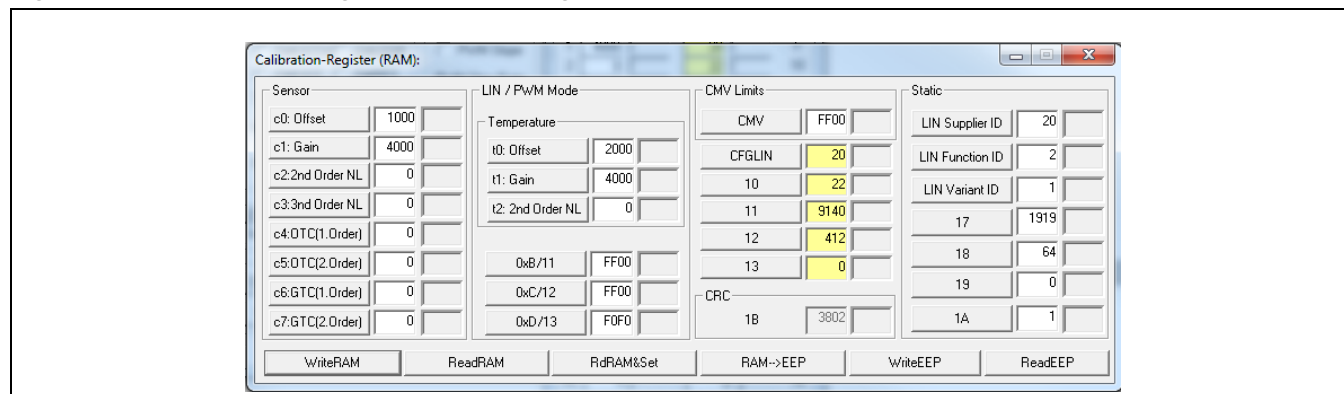 Calibration-Register (RAM):
Sensor
c0: Offset 1000
c1: Gain 4000
c2:2nd Order NL 0
c3:3nd Order NL 0
c4:OTC(1.Order) 0
c5:OTC(2.Order) 0
c6:GTC(1.Order) 0
c7:GTC(2.Order) 0
LIN / PWM Mode
Temperature
t0: Offset 2000
t1: Gain 4000
t2: 2nd Order NL 0
0xB/11 FF00
0xC/12 FF00
0xD/13 F0F0
CMV Limits
CMV FF00
CFGLIN 20
10 22
11 9140
12 412
13 0
CRC
1B 3802
Static
LIN Supplier ID 20
LIN Function ID 2
LIN Variant ID 1
17 1919
18 64
19 0
1A 1
WriteRAM ReadRAM RdRAM&Set RAM-->EEP WriteEEP ReadEEP